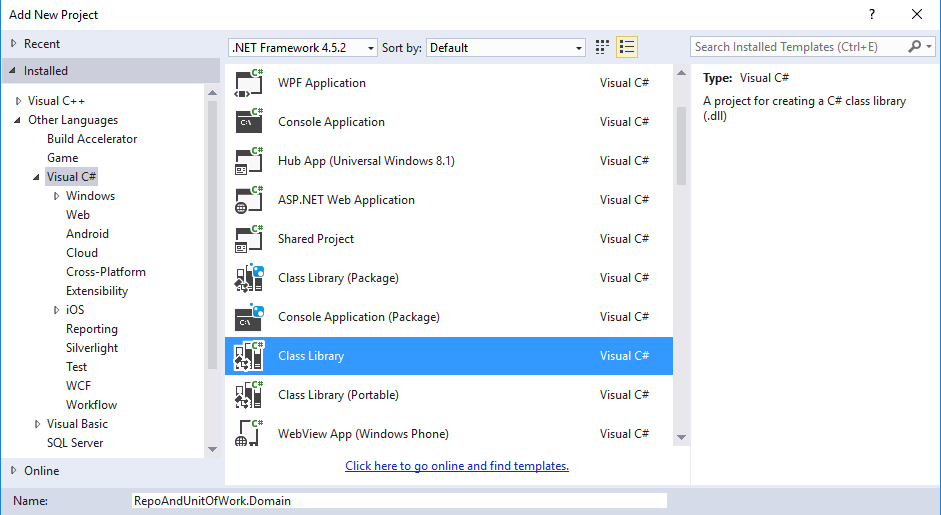 Add New Project
?
Recent
.NET Framework 4.5.2
Sort by:
Default
Search Installed Templates (Ctrl+E)
Installed
Visual C++
Other Languages
Build Accelerator
Game
Visual C#
Windows
Web
Android
Cloud
Cross-Platform
Extensibility
iOS
Reporting
Silverlight
Test
WCF
Workflow
Visual Basic
SQL Server
Online
C# WPF Application Visual C#
C# C:\ Console Application Visual C#
C# Hub App (Universal Windows 8.1) Visual C#
C# ASP.NET Web Application Visual C#
C# Shared Project Visual C#
Class Library (Package) Visual C#
C:\ Console Application (Package) Visual C#
C# Class Library Visual C#
C# Class Library (Portable) Visual C#
C# WebView App (Windows Phone) Visual C#
Click here to go online and find templates.
Type: Visual C#
A project for creating a C# class library
(.dll)
Name: RepoAndUnitOfWork.Domain